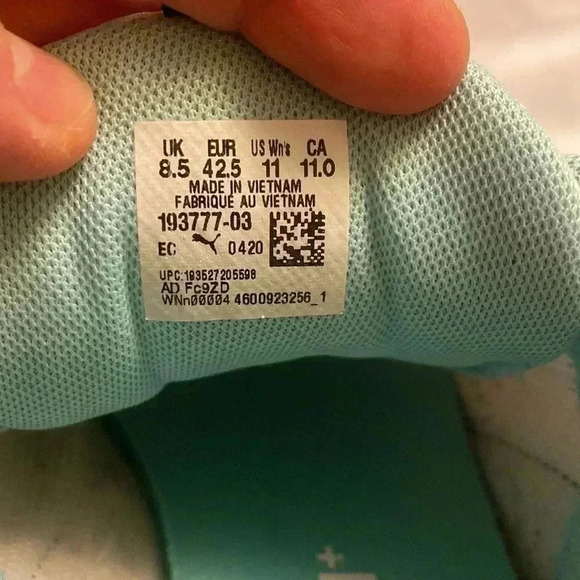 UK EUR US Wn's CA
8.5 42.5 11 11.0
MADE IN VIETNAM
FABRIQUÉ AU VIETNAM
193777-03
EC 0420
UPC:193527205598
AD Fc9ZD
WNn00004 4600923256_1